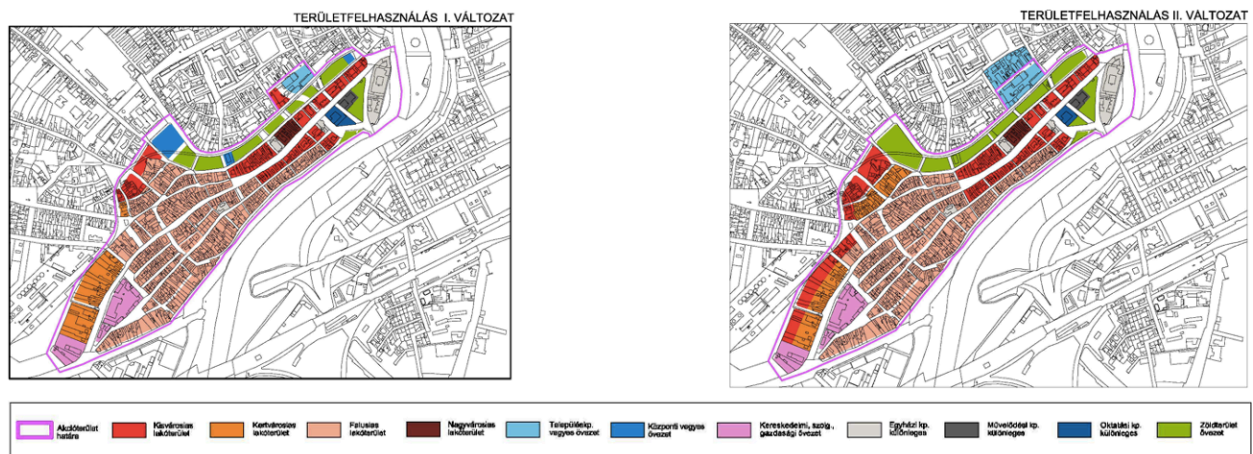 TERÜLETFELHASZNÁLÁS I. VÁLTOZAT
TERÜLETFELHASZNÁLÁS II. VÁLTOZAT
Akcióterület
határa
Kisvárosias
lakóterület
Kertvárosias
lakóterület
Falusias
lakóterület
Nagyvárosias
lakóterület
Településkp.
vegyes övezet
Központi vegyes
övezet
Kereskedelmi, szolg.,
gazdasági övezet
Egyházi kp.
különleges
Művelődési kp.
különleges
Oktatási kp.
különleges
Zöldterület
övezet